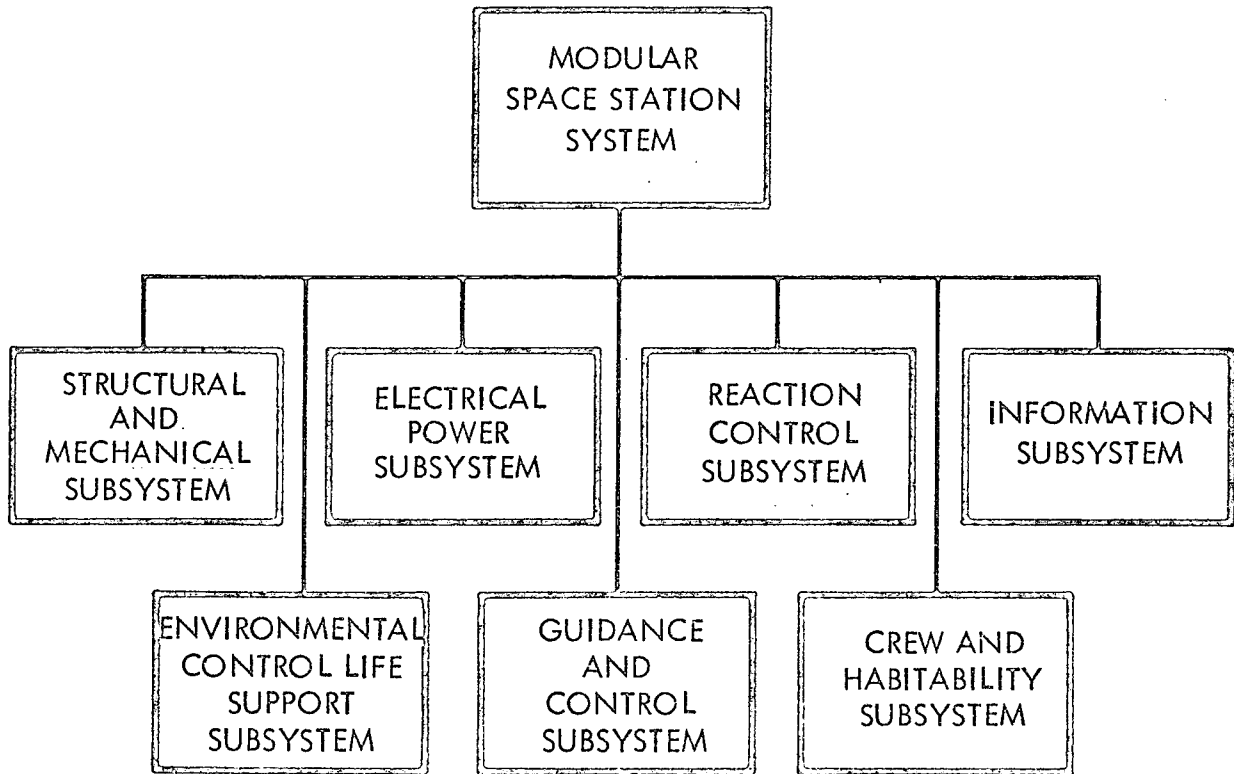 MODULAR
SPACE STATION
SYSTEM
STRUCTURAL
AND.
MECHANICAL
SUBSYSTEM
ELECTRICAL
POWER
SUBSYSTEM
REACTION
CONTROL
SUBSYSTEM
INFORMATION
SUBSYSTEM
ENVIRONMENTAL
CONTROL LIFE
SUPPORT
SUBSYSTEM
GUIDANCE
AND
CONTROL
SUBSYSTEM
CREW AND
HABITABILITY
SUBSYSTEM